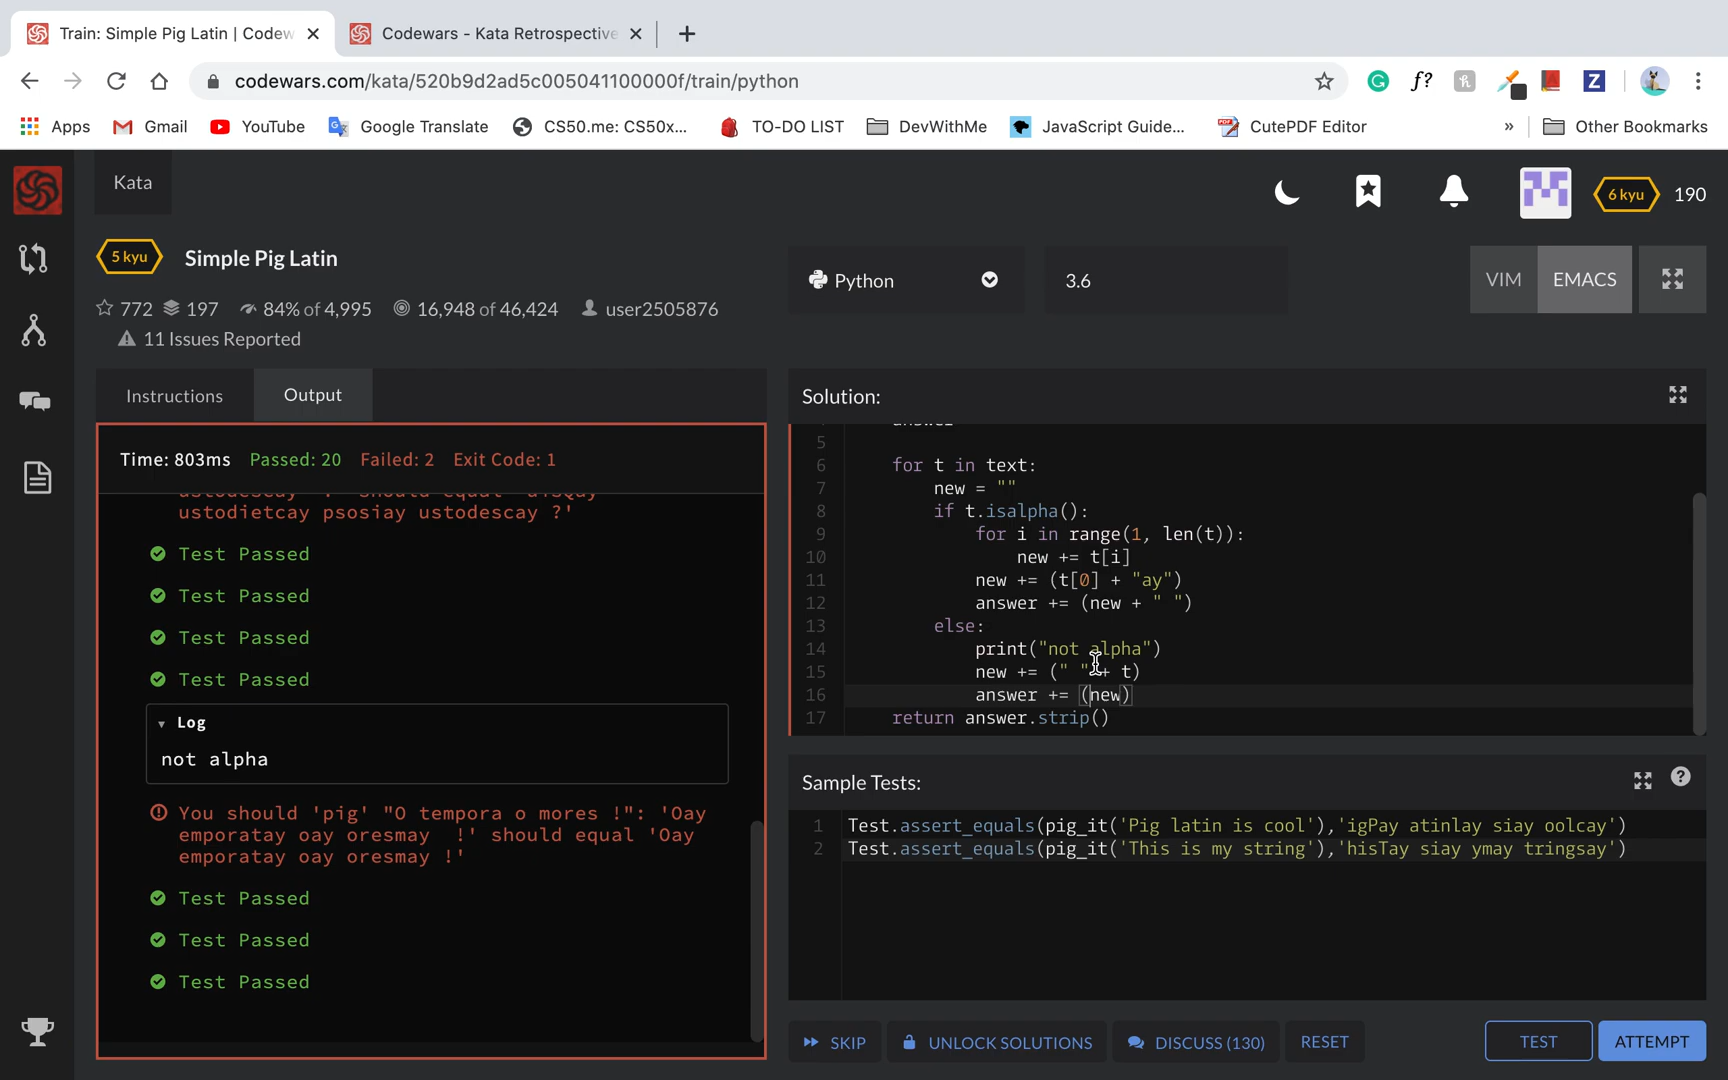 Train: Simple Pig Latin | Codew
Codewars - Kata Retrospective
codewars.com/kata/520b9d2ad5c005041100000f/train/python
Apps
Gmail
YouTube
Google Translate
CS50.me: CS50x...
TO-DO LIST
DevWithMe
JavaScript Guide...
CutePDF Editor
»
Other Bookmarks
Kata
6 kyu
190
5 kyu
Simple Pig Latin
772
197
84% of 4,995
16,948 of 46,424
user2505876
11 Issues Reported
Python
3.6
VIM
EMACS
Instructions
Output
Time: 803ms Passed: 20 Failed: 2 Exit Code: 1
ustodietcay psosiay ustodescay ?'
Test Passed
Test Passed
Test Passed
Test Passed
Log
not alpha
You should 'pig' "O tempora o mores !": 'Oay
emporatay oay oresmay  !' should equal 'Oay
emporatay oay oresmay !'
Test Passed
Test Passed
Test Passed
Solution:
5
6 for t in text:
7 new = ""
8 if t.isalpha():
9 for i in range(1, len(t)):
10 new += t[i]
11 new += (t[0] + "ay")
12 answer += (new + " ")
13 else:
14 print("not alpha")
15 new += (" " + t)
16 answer += (new)
17 return answer.strip()
Sample Tests:
1 Test.assert_equals(pig_it('Pig latin is cool'),'igPay atinlay siay oolcay')
2 Test.assert_equals(pig_it('This is my string'),'hisTay siay ymay tringsay')
SKIP
UNLOCK SOLUTIONS
DISCUSS (130)
RESET
TEST
ATTEMPT